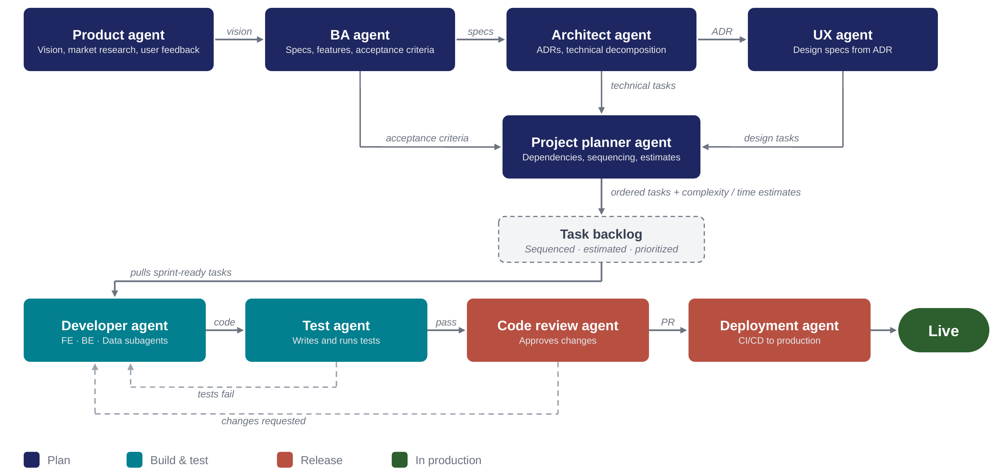 Product agent
Vision, market research, user feedback
vision
BA agent
Specs, features, acceptance criteria
specs
Architect agent
ADRs, technical decomposition
ADR
UX agent
Design specs from ADR
technical tasks
acceptance criteria
Project planner agent
Dependencies, sequencing, estimates
design tasks
ordered tasks + complexity / time estimates
Task backlog
Sequenced · estimated · prioritized
pulls sprint-ready tasks
Developer agent
FE · BE · Data subagents
code
Test agent
Writes and runs tests
pass
Code review agent
Approves changes
PR
Deployment agent
CI/CD to production
Live
tests fail
changes requested
Plan
Build & test
Release
In production